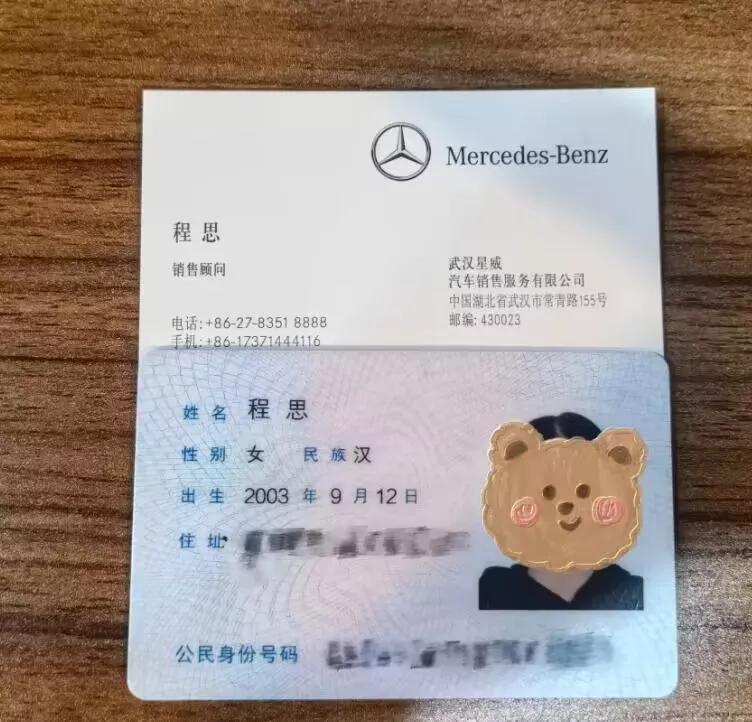 Mercedes-Benz
程思
销售顾问
武汉星威
汽车销售服务有限公司
中国湖北省武汉市常青路155号
邮编: 430023
电话:+86-27-8351 8888
手机:+86-17371444116
姓名 程思
性别 女 民族 汉
出生 2003 年 9 月 12 日
住址
公民身份号码